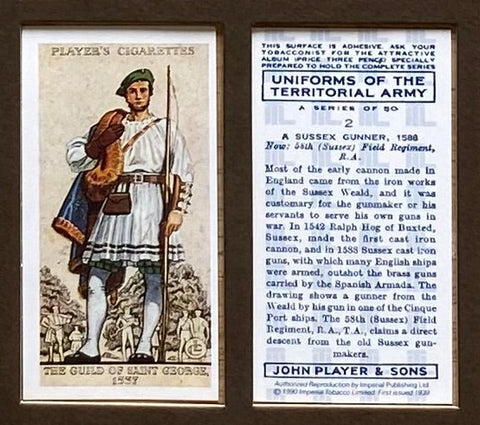 PLAYER'S CIGARETTES
THE GUILD OF SAINT GEORGE,
1537
THIS SURFACE IS ADHESIVE. ASK YOUR
TOBACCONIST FOR THE ATTRACTIVE
ALBUM (PRICE THREE PENCE) SPECIALLY
PREPARED TO HOLD THE COMPLETE SERIES
UNIFORMS OF THE
TERRITORIAL ARMY
A SERIES OF 50
2
A SUSSEX GUNNER, 1588
Now: 58th (Sussex) Field Regiment,
R.A.
Most of the early cannon made in
England came from the iron works
of the Sussex Weald, and it was
customary for the gunmaker or his
servants to serve his own guns in
war. In 1542 Ralph Hog of Buxted,
Sussex, made the first cast iron
cannon, and in 1588 Sussex cast iron
guns, with which many English ships
were armed, outshot the brass guns
carried by the Spanish Armada. The
drawing shows a gunner from the
Weald by his gun in one of the Cinque
Port ships. The 58th (Sussex) Field
Regiment, R.A., T.A., claims a direct
descent from the old Sussex gun-
makers.
JOHN PLAYER & SONS
Authorized Reproduction by Imperial Publishing Ltd
© 1990 Imperial Tobacco Limited. First issued 1939